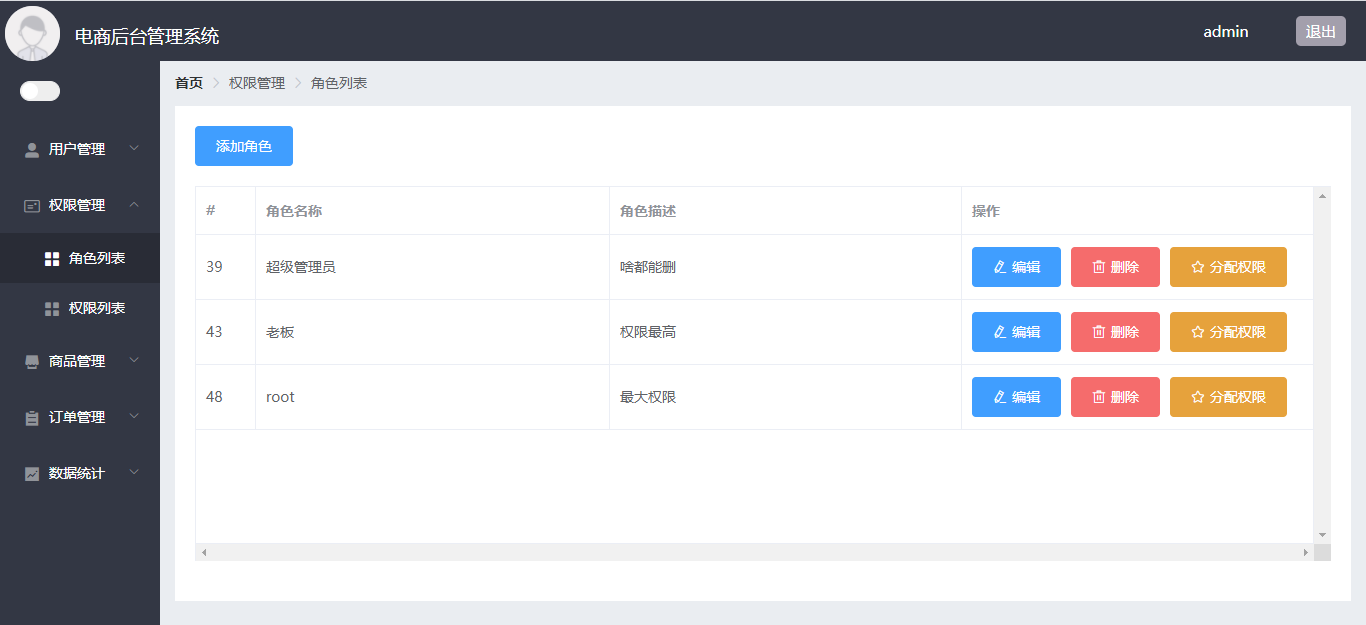 电商后台管理系统
admin
退出
首页 权限管理 角色列表
用户管理
权限管理
角色列表
权限列表
商品管理
订单管理
数据统计
添加角色
# 角色名称 角色描述 操作
39 超级管理员 啥都能删 编辑 删除 分配权限
43 老板 权限最高 编辑 删除 分配权限
48 root 最大权限 编辑 删除 分配权限